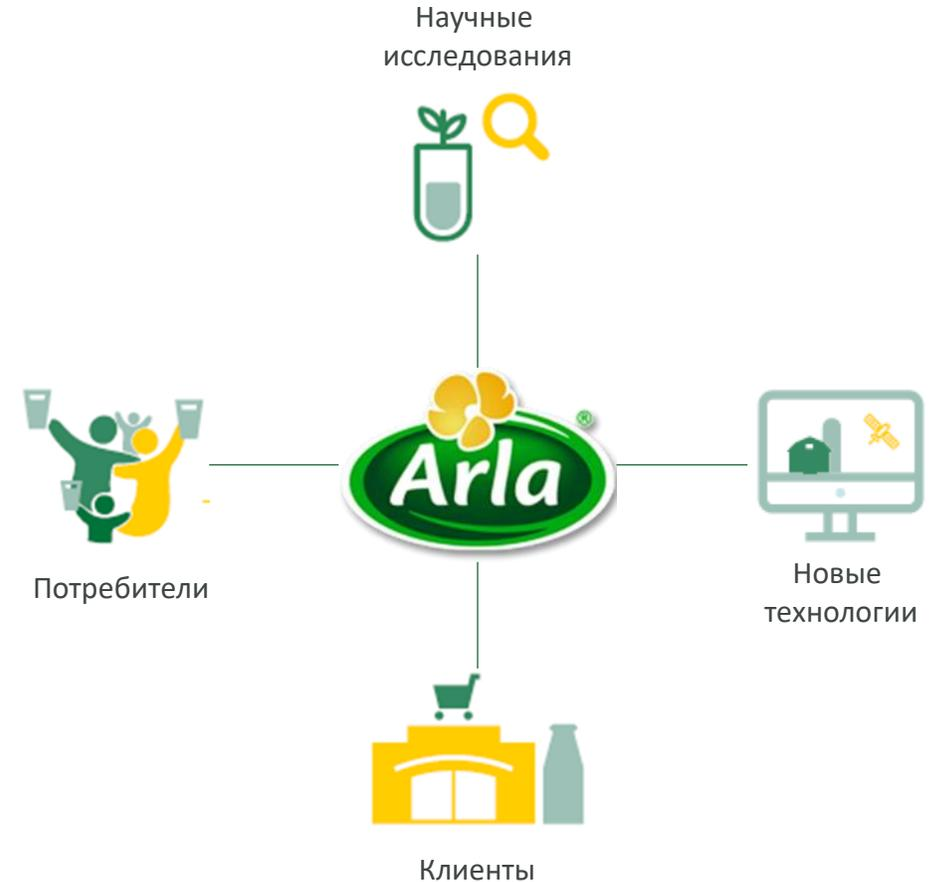 Научные
исследования
Arla
®
Потребители
Новые
технологии
Клиенты